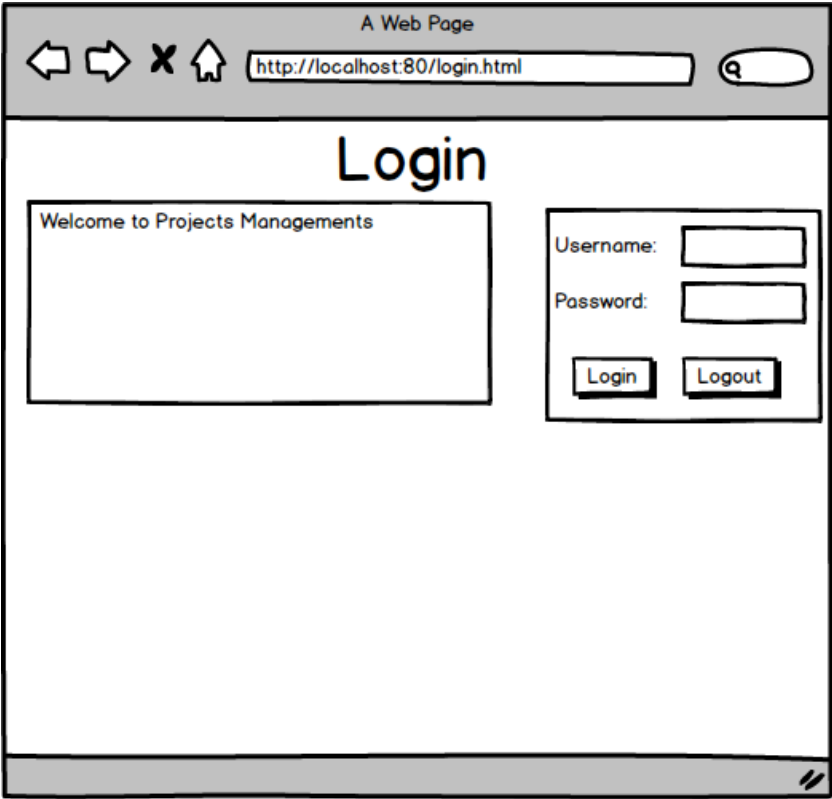 A Web Page
http://localhost:80/login.html
Login
Welcome to Projects Managements
Username:
Password:
Login Logout